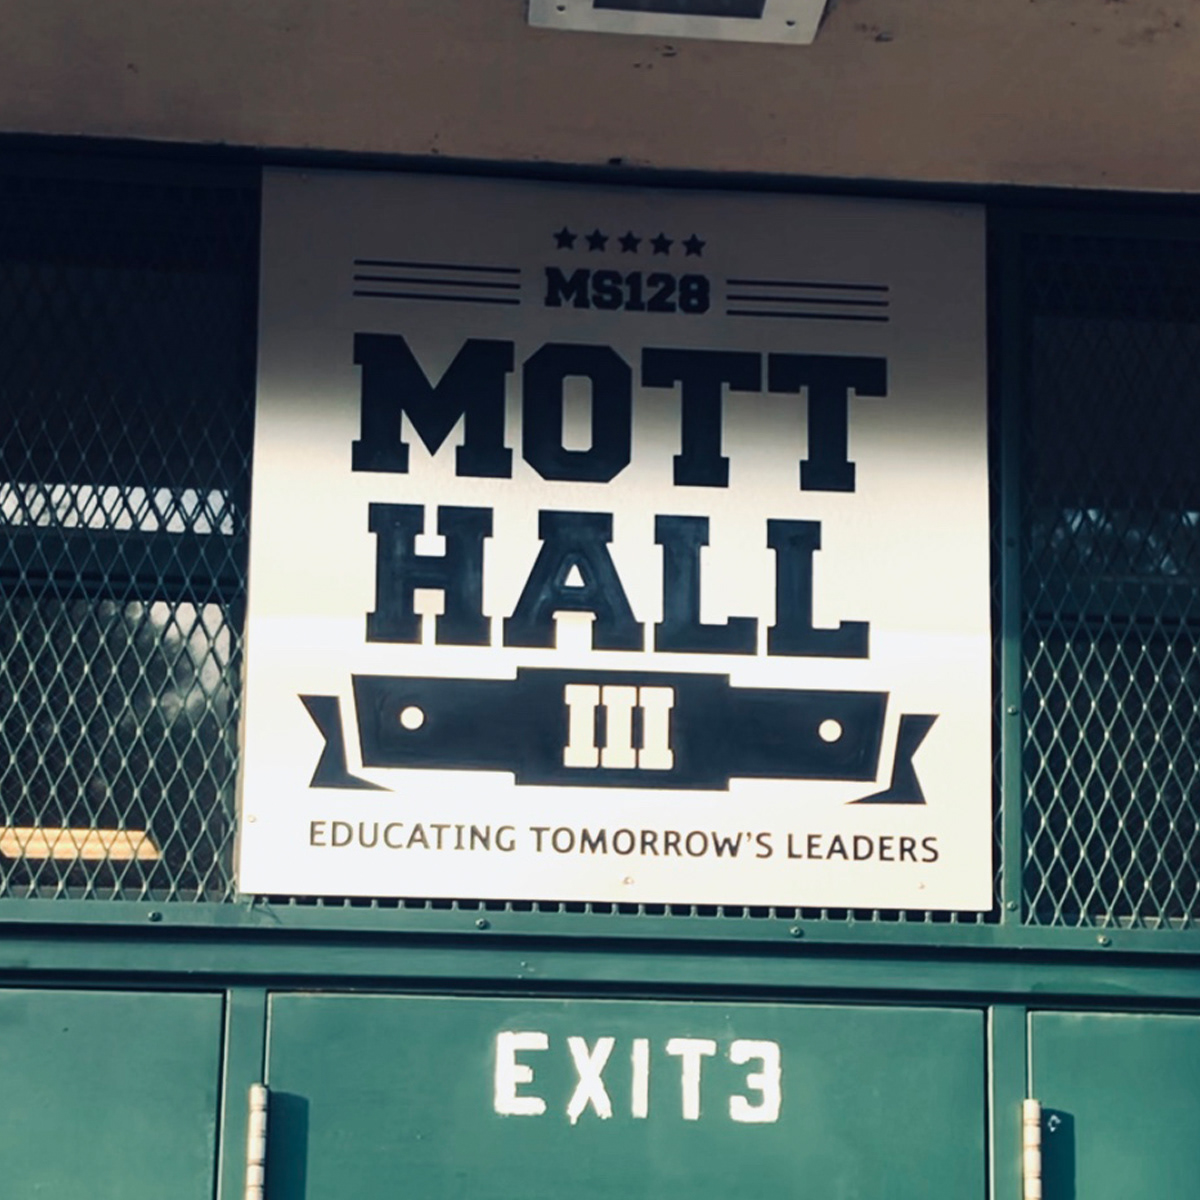 MS128
MOTT
HALL
III
EDUCATING TOMORROW'S LEADERS
EXIT3